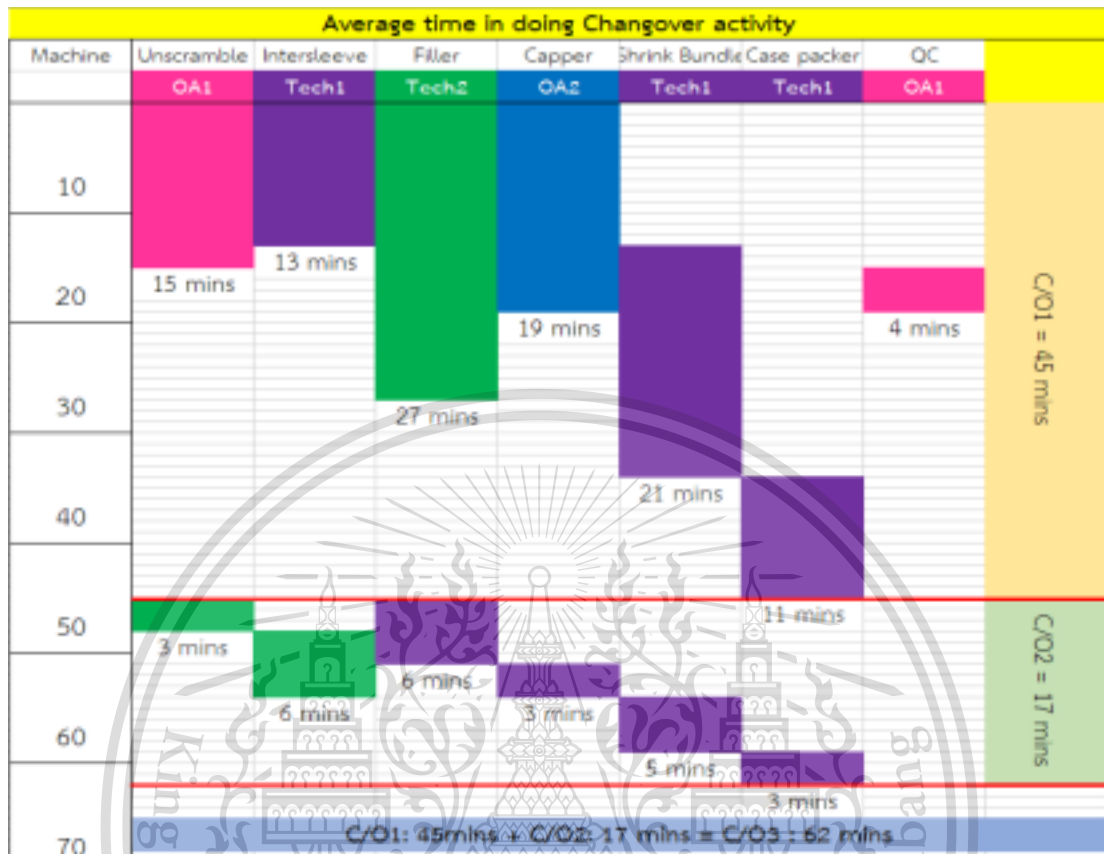 Average time in doing Changover activity
Machine Unscramble Intersleeve Filler Capper Shrink Bundle Case packer QC
OA1 Tech1 Tech2 OA2 Tech1 Tech1 OA1
10
13 mins
15 mins
20
19 mins
4 mins
C/O1 = 45 mins
30
27 mins
21 mins
40
11 mins
50
3 mins
C/O2 = 17 mins
6 mins
6 mins
3 mins
60
5 mins
3 mins
King
C/O1: 45mins + C/O2: 17 mins = C/O3 : 62 mins
70